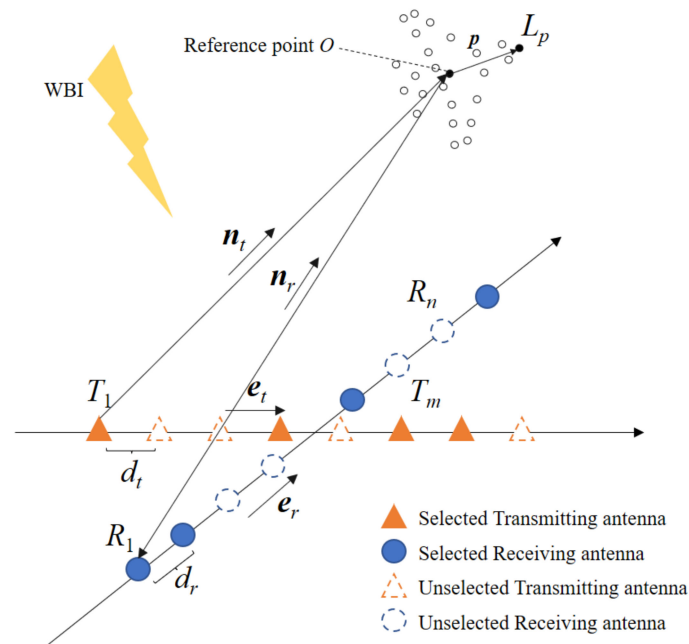 Reference point O
p
L_p
WBI
n_t
n_r
R_n
T_1
e_t
T_m
d_t
e_r
R_1
d_r
Selected Transmitting antenna
Selected Receiving antenna
Unselected Transmitting antenna
Unselected Receiving antenna